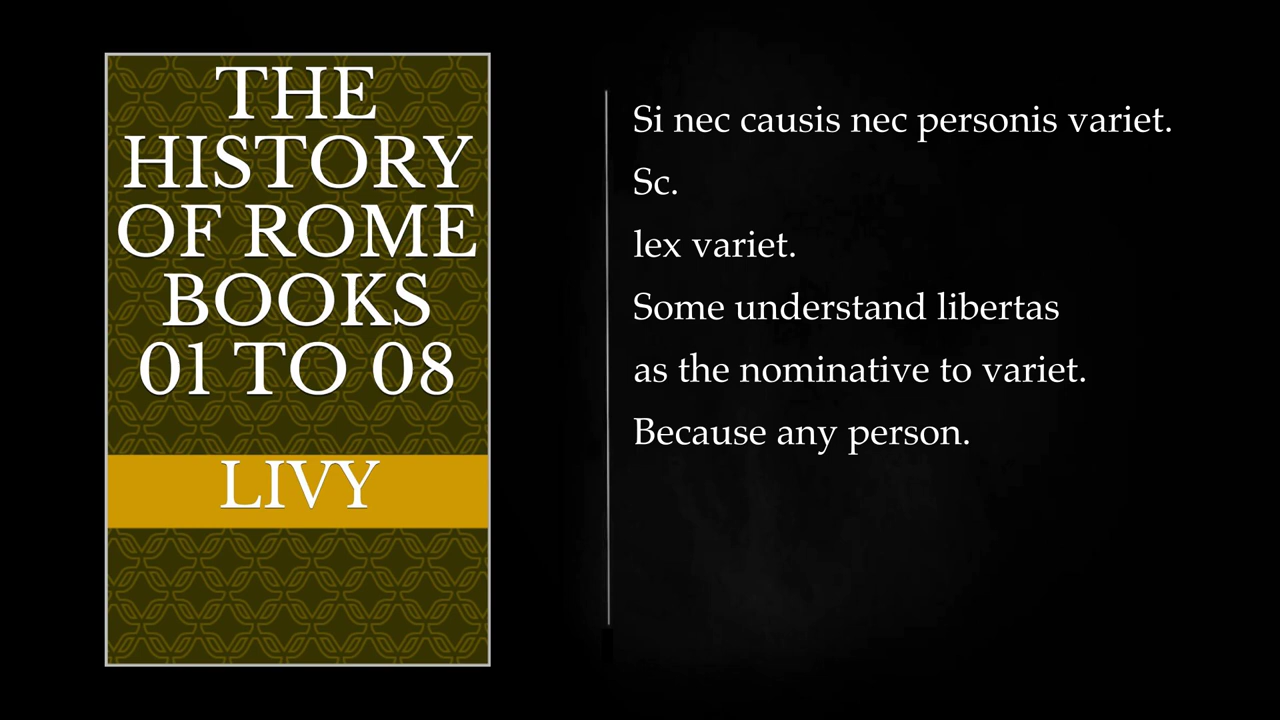 THE
HISTORY
OF ROME
BOOKS
01 TO 08
LIVY
Si nec causis nec personis variet.
Sc.
lex variet.
Some understand libertas
as the nominative to variet.
Because any person.